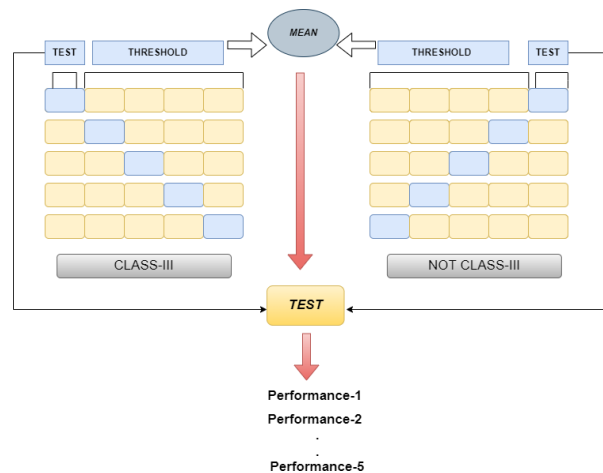 TEST
THRESHOLD
MEAN
THRESHOLD
TEST
CLASS-III
NOT CLASS-III
TEST
Performance-1
Performance-2
.
.
Performance-5